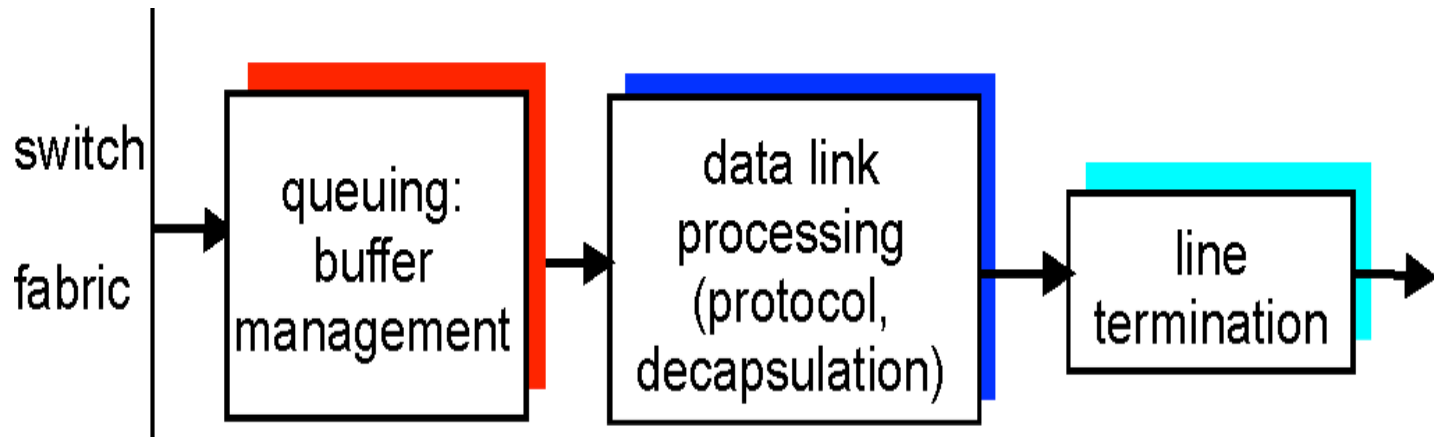 switch
fabric
queuing:
buffer
management
data link
processing
(protocol,
decapsulation)
line
termination